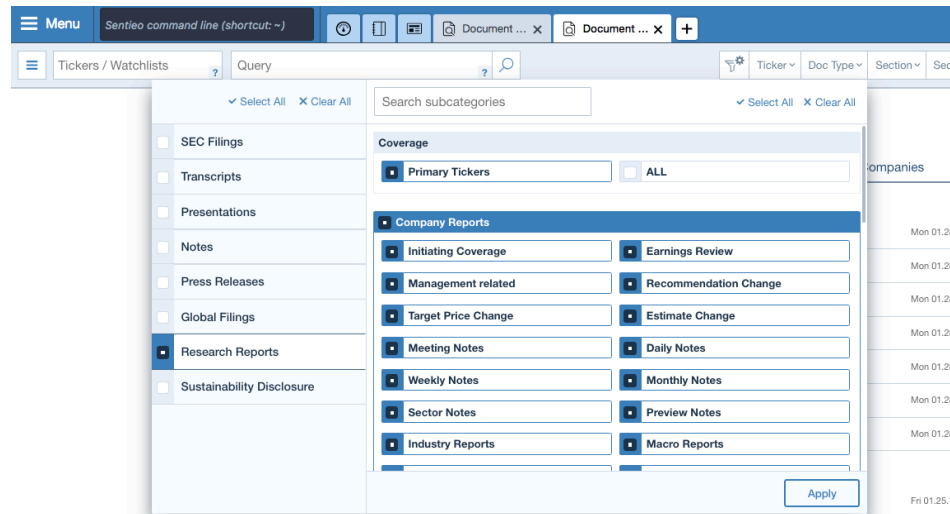 Menu
Sentieo command line (shortcut: ~)
Document ... x
Document ... x
+
Tickers / Watchlists ?
Query ?
Ticker
Doc Type
Section
Sec
Select All
Clear All
Search subcategories
Select All
Clear All
SEC Filings
Transcripts
Presentations
Notes
Press Releases
Global Filings
Research Reports
Sustainability Disclosure
Coverage
Primary Tickers
ALL
Company Reports
Initiating Coverage
Earnings Review
Management related
Recommendation Change
Target Price Change
Estimate Change
Meeting Notes
Daily Notes
Weekly Notes
Monthly Notes
Sector Notes
Preview Notes
Industry Reports
Macro Reports
Apply
ompanies
Mon 01.2
Mon 01.2
Mon 01.2
Mon 01.2
Mon 01.2
Mon 01.2
Mon 01.2
Fri 01.25.